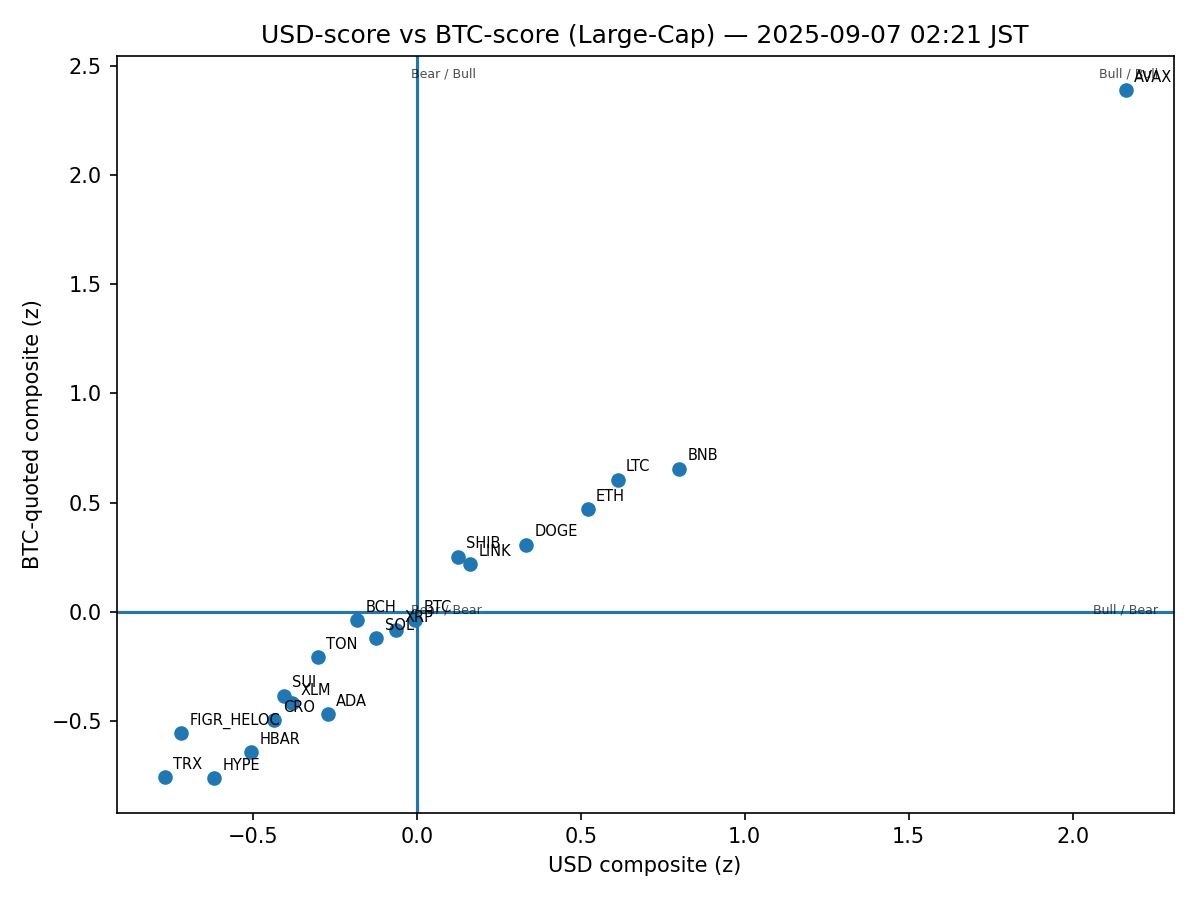 USD-score vs BTC-score (Large-Cap) — 2025-09-07 02:21 JST
Bear / Bull
Bull / Bull
AVAX
BNB
LTC
ETH
DOGE
SHIB
LINK
BCH
BTC
Bear / Bear
Bull / Bear
XRP
SOL
TON
SUI
XLM
ADA
CRO
FIGR_HELOC
HBAR
TRX
HYPE
2.5
2.0
1.5
1.0
0.5
0.0
−0.5
BTC-quoted composite (z)
−0.5
0.0
0.5
1.0
1.5
2.0
USD composite (z)